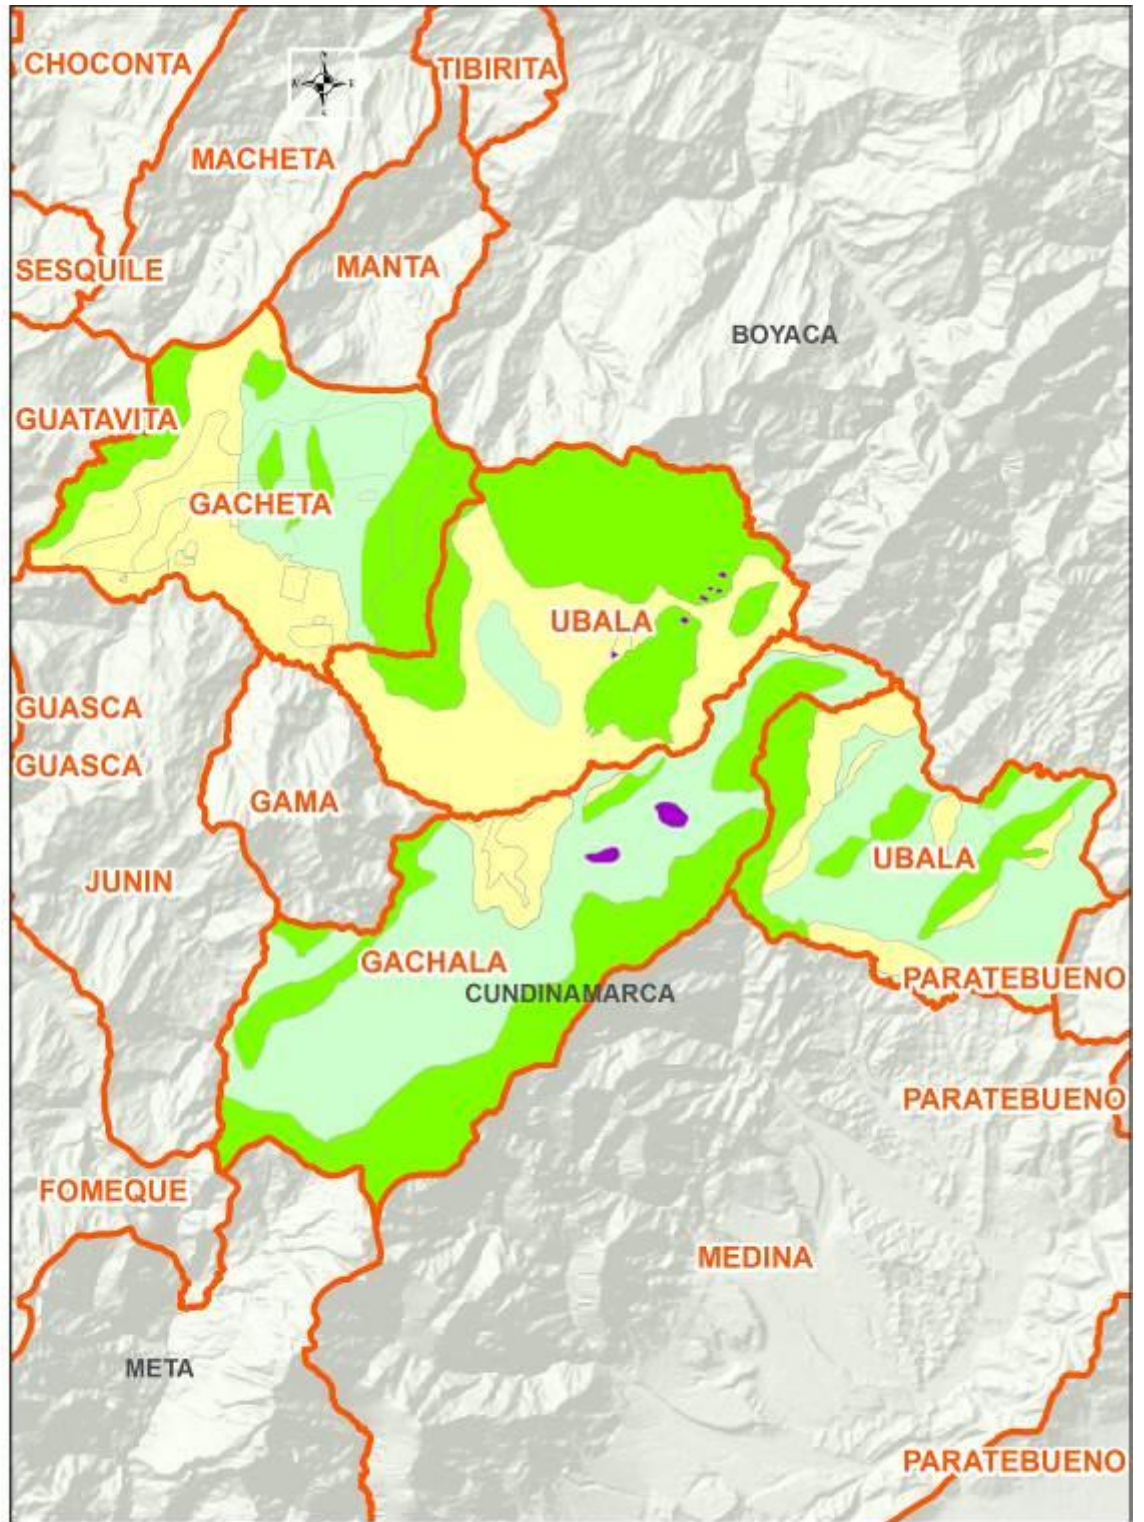 CHOCONTA
TIBIRITA
MACHETA
MANTA
SESQUILE
BOYACA
GUATAVITA
GACHETA
UBALA
GUASCA
GUASCA
GAMA
UBALA
JUNIN
GACHALA
PARATEBUENO
CUNDINAMARCA
PARATEBUENO
FOMEQUE
MEDINA
META
PARATEBUENO